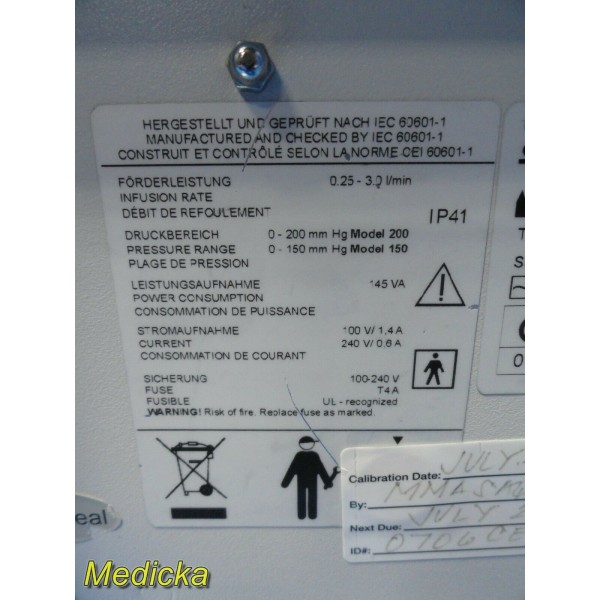 HERGESTELLT UND GEPRÜFT NACH IEC 60601-1
MANUFACTURED AND CHECKED BY IEC 60601-1
CONSTRUIT ET CONTRÔLÉ SELON LA NORME CEI 60601-1
FÖRDERLEISTUNG 0.25 - 3.0 l/min
INFUSION RATE
DÉBIT DE REFOULEMENT IP41
DRUCKBEREICH 0 - 200 mm Hg Model 200
PRESSURE RANGE 0 - 150 mm Hg Model 150
PLAGE DE PRESSION
LEISTUNGSAUFNAHME 145 VA
POWER CONSUMPTION
CONSOMMATION DE PUISSANCE
STROMAUFNAHME 100 V/ 1,4 A
CURRENT 240 V/ 0,6 A
CONSOMMATION DE COURANT
SICHERUNG 100-240 V
FUSE T4 A
FUSIBLE UL - recognized
WARNING! Risk of fire. Replace fuse as marked.
Calibration Date: JULY
By:
Next Due: JULY
ID#: 0706
eal
Medicka